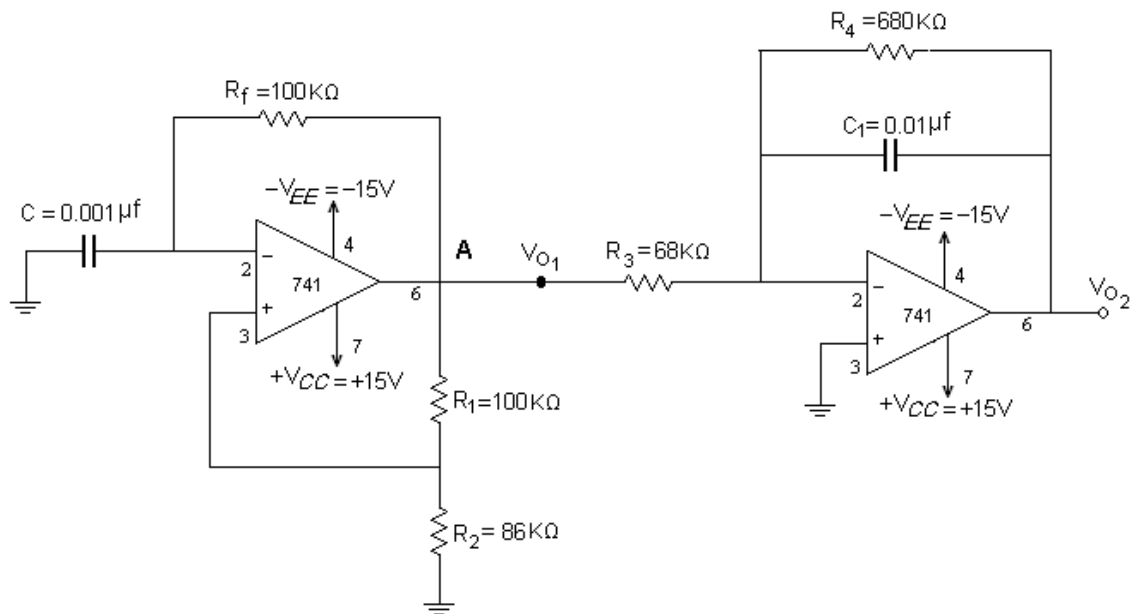 R4 =680KΩ
Rf =100KΩ
C1= 0.01µf
C = 0.001µf
−VEE = −15V
4
2
−
741
+
3
6
7
+VCC = +15V
A
VO1
R3 =68KΩ
−VEE = −15V
4
2
−
741
+
3
6
7
+VCC = +15V
VO2
R1=100KΩ
R2 = 86KΩ